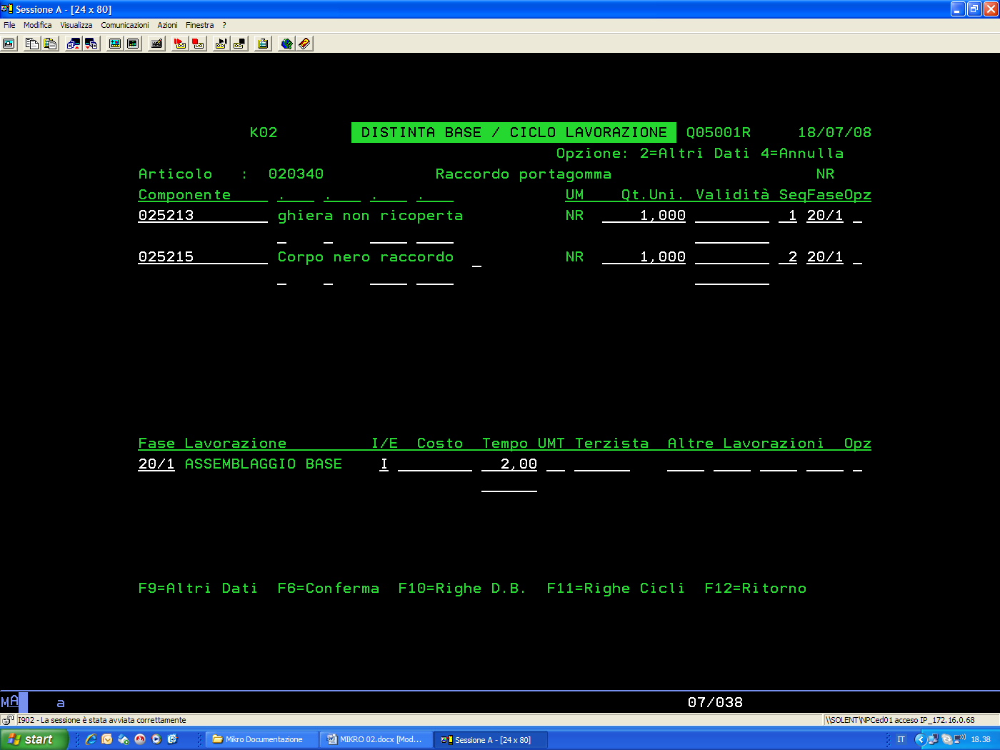 Sessione A - [24 x 80]
File Modifica Visualizza Comunicazioni Azioni Finestra ?
K02 DISTINTA BASE / CICLO LAVORAZIONE Q05001R 18/07/08
Opzione: 2=Altri Dati 4=Annulla
Articolo : 020340 Raccordo portagomma NR
Componente . . . . UM Qt.Uni. Validità SeqFaseOpz
025213 ghiera non ricoperta NR 1,000 1 20/1
025215 Corpo nero raccordo NR 1,000 2 20/1
Fase Lavorazione I/E Costo Tempo UMT Terzista Altre Lavorazioni Opz
20/1 ASSEMBLAGGIO BASE I 2,00
F9=Altri Dati F6=Conferma F10=Righe D.B. F11=Righe Cicli F12=Ritorno
MA a 07/038
I902 - La sessione è stata avviata correttamente \\SOLENT\NPCed01 acceso IP_172.16.0.68
start Mikro Documentazione MIKRO 02.docx [Mod... Sessione A - [24 x 80] IT 18.38